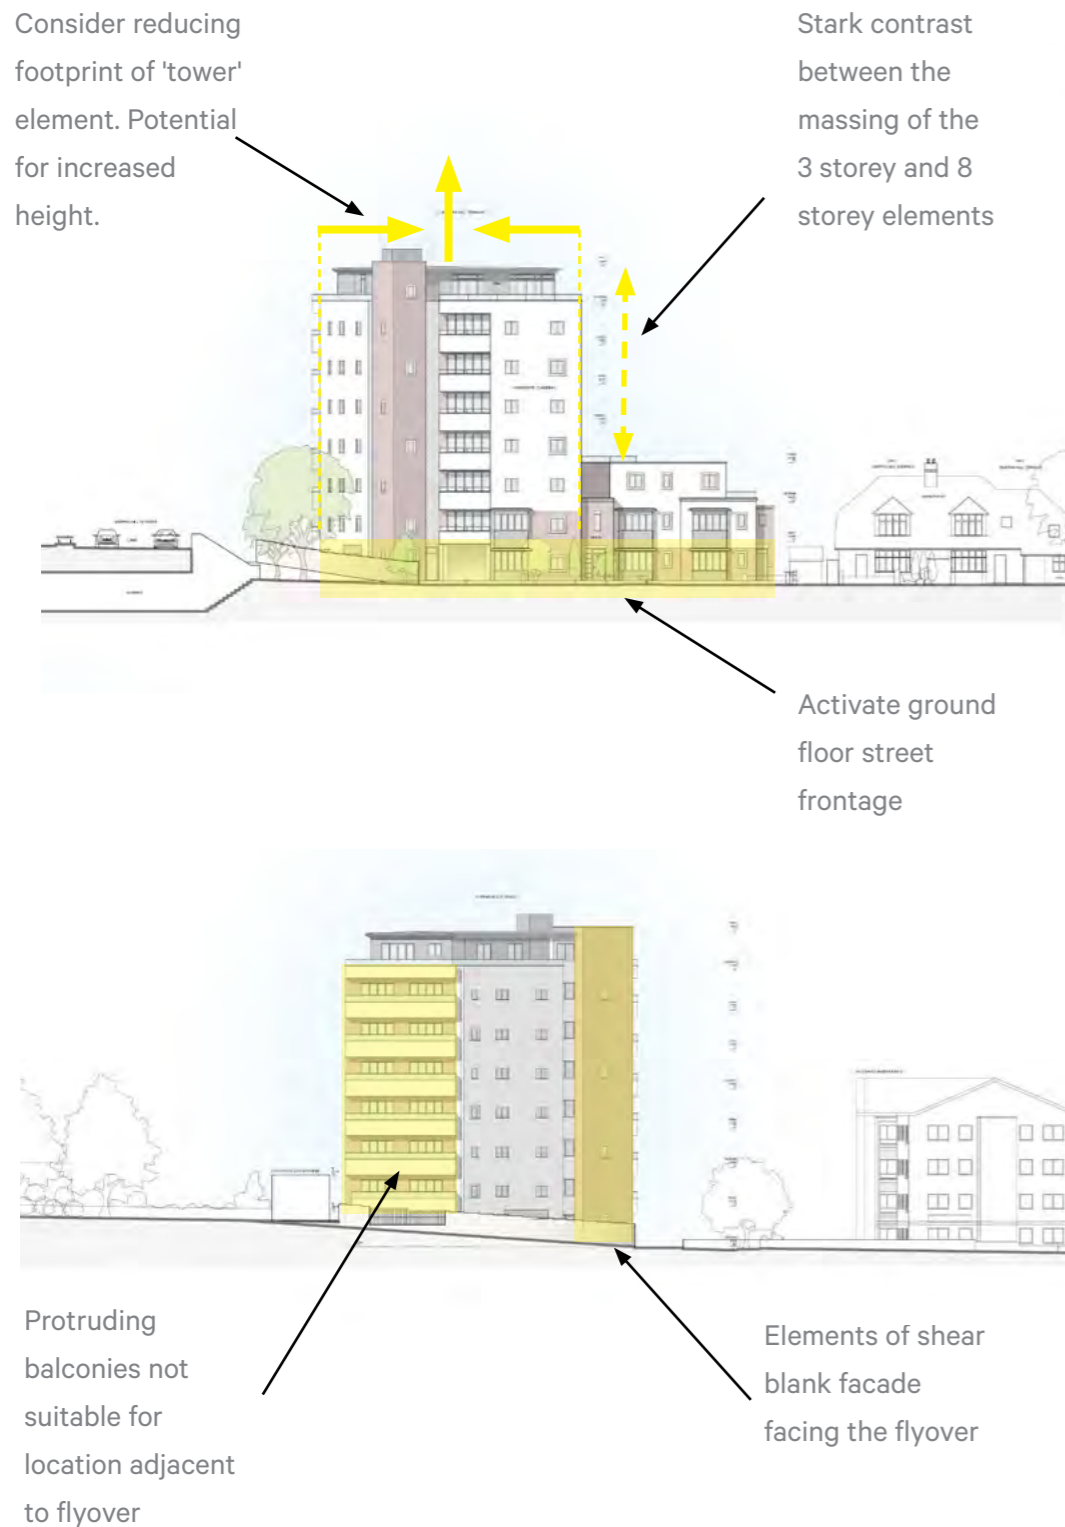 Consider reducing
footprint of 'tower'
element. Potential
for increased
height.
Stark contrast
between the
massing of the
3 storey and 8
storey elements
Activate ground
floor street
frontage
Protruding
balconies not
suitable for
location adjacent
to flyover
Elements of shear
blank facade
facing the flyover